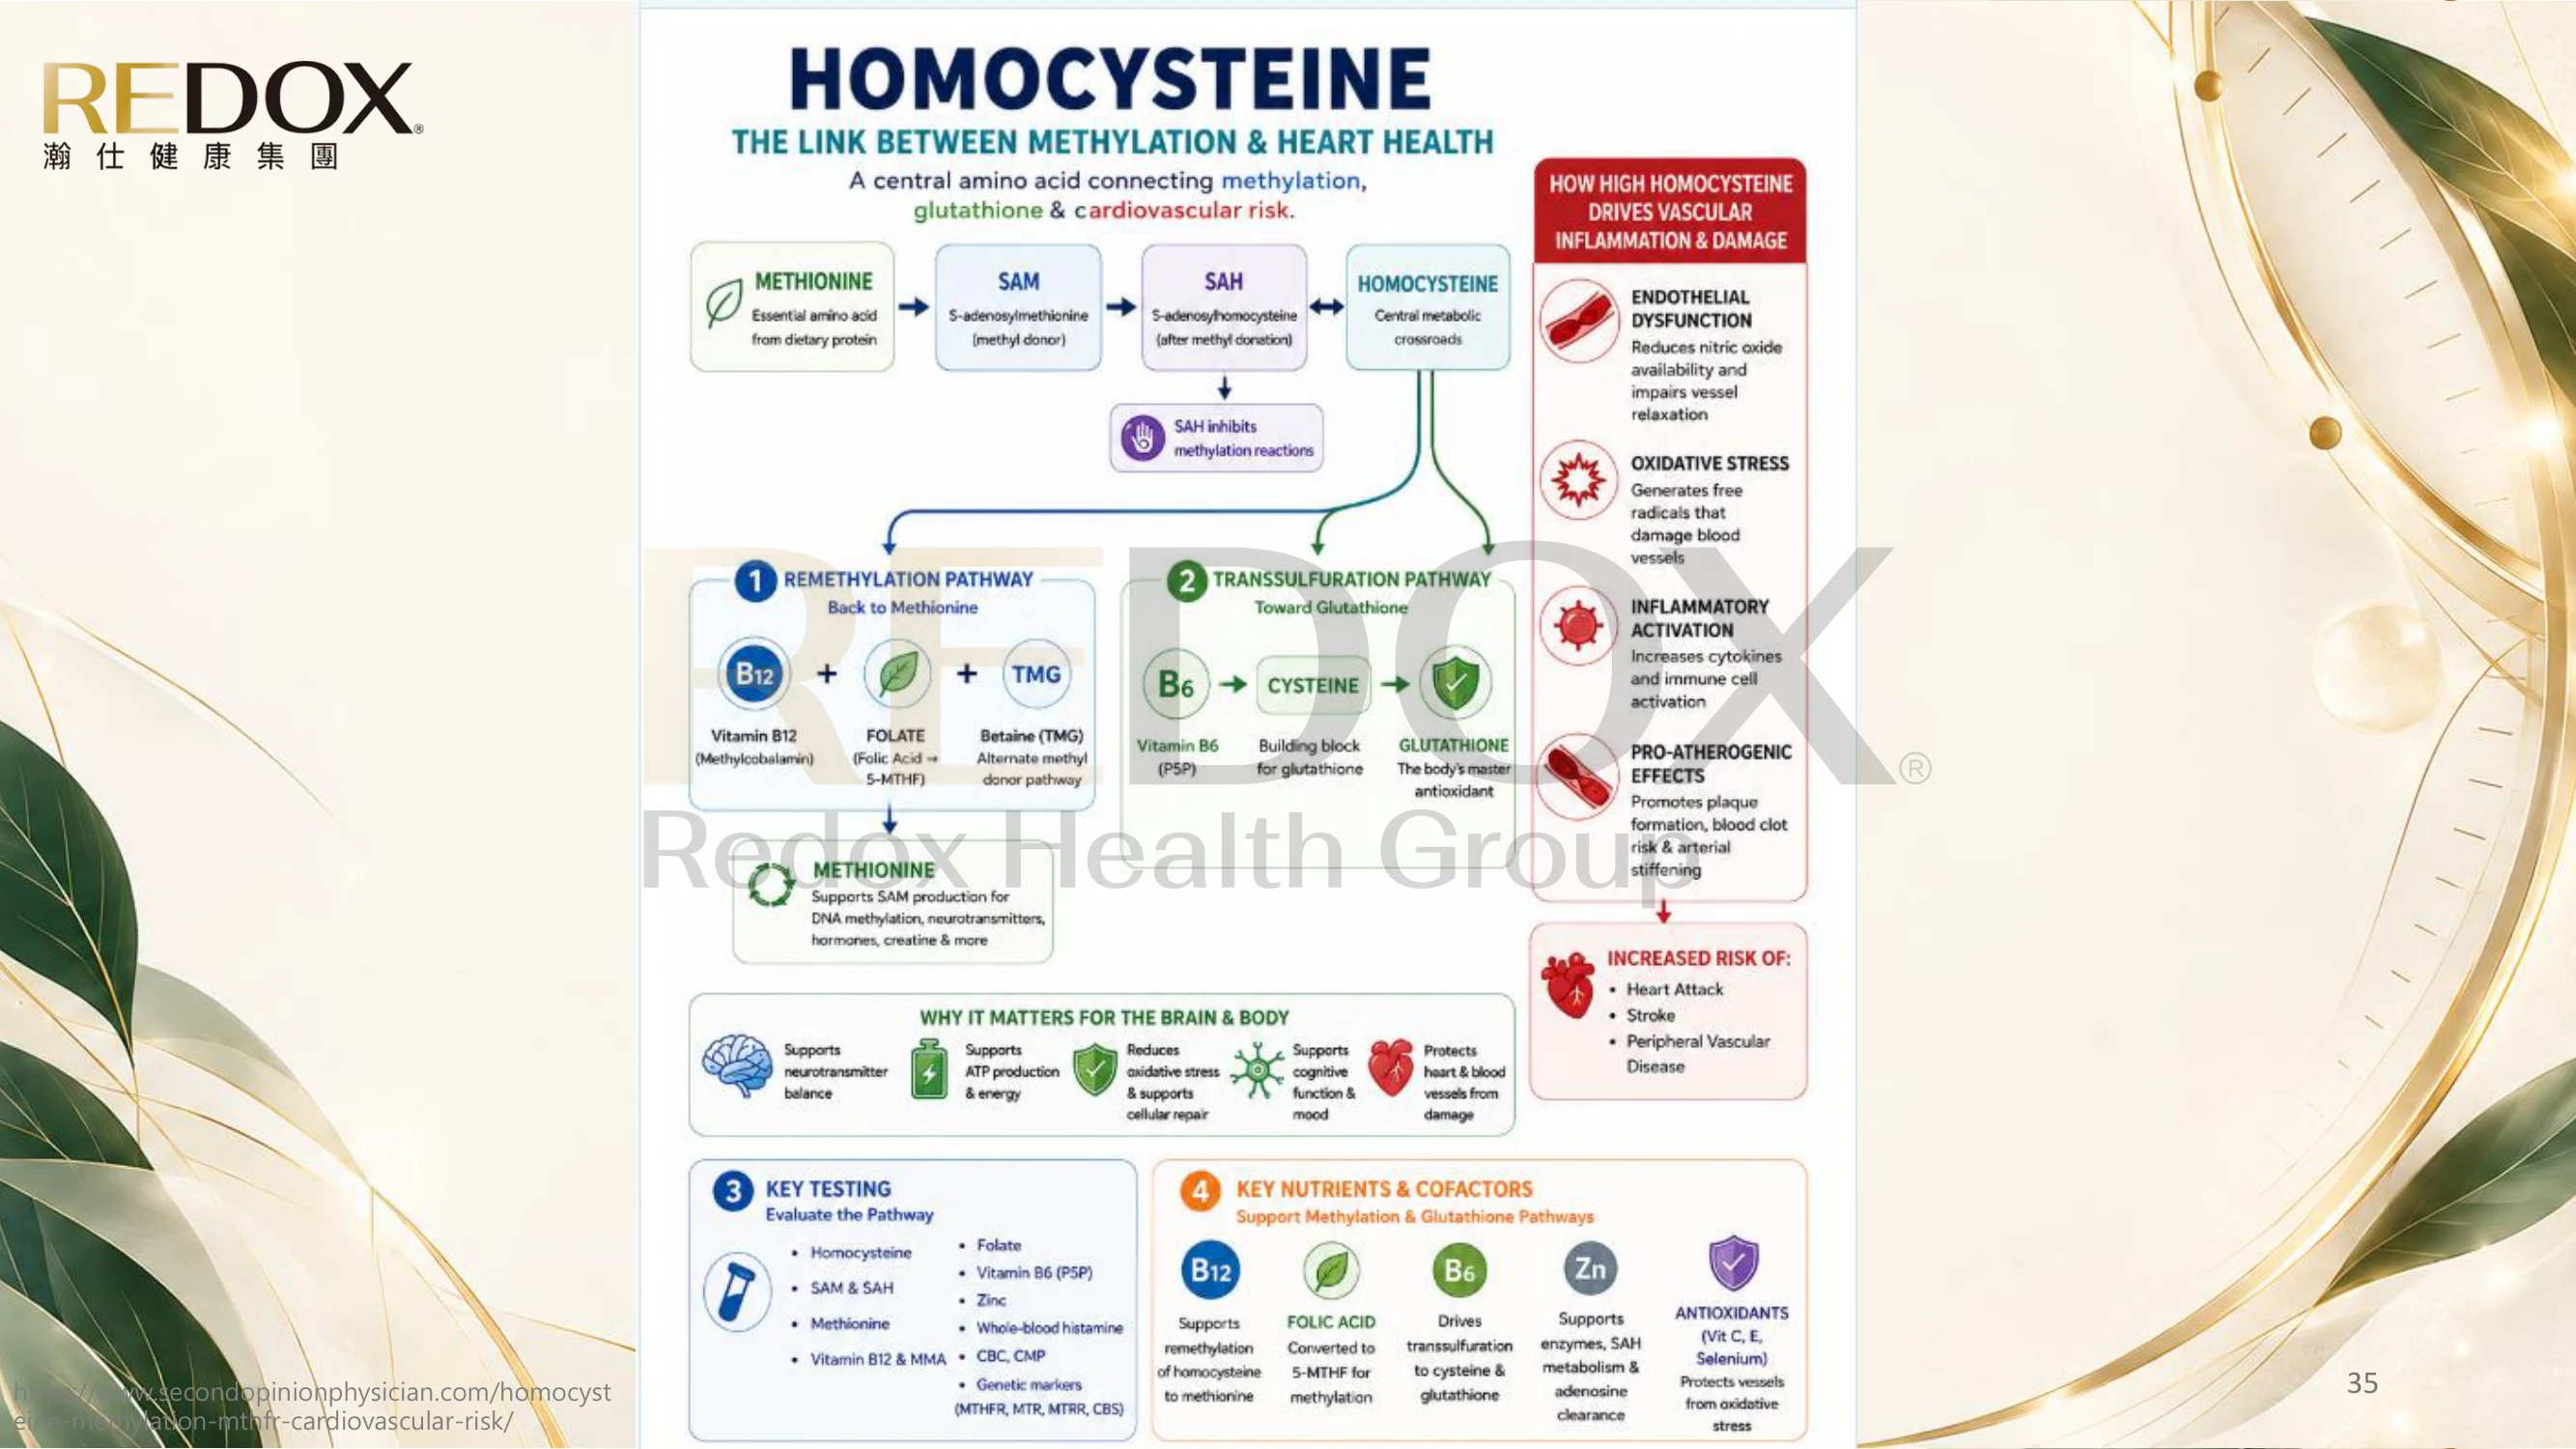 REDOX®
瀚仕健康集團
HOMOCYSTEINE
THE LINK BETWEEN METHYLATION & HEART HEALTH
A central amino acid connecting methylation,
glutathione & cardiovascular risk.
METHIONINE
Essential amino acid
from dietary protein
SAM
S-adenosylmethionine
(methyl donor)
SAH
S-adenosylhomocysteine
(after methyl donation)
HOMOCYSTEINE
Central metabolic
crossroads
SAH inhibits
methylation reactions
1 REMETHYLATION PATHWAY
Back to Methionine
B12 + + TMG
Vitamin B12
(Methylcobalamin)
FOLATE
(Folic Acid →
5-MTHF)
Betaine (TMG)
Alternate methyl
donor pathway
METHIONINE
Supports SAM production for
DNA methylation, neurotransmitters,
hormones, creatine & more
2 TRANSSULFURATION PATHWAY
Toward Glutathione
B6
CYSTEINE
Vitamin B6
(P5P)
Building block
for glutathione
GLUTATHIONE
The body's master
antioxidant
HOW HIGH HOMOCYSTEINE
DRIVES VASCULAR
INFLAMMATION & DAMAGE
ENDOTHELIAL
DYSFUNCTION
Reduces nitric oxide
availability and
impairs vessel
relaxation
OXIDATIVE STRESS
Generates free
radicals that
damage blood
vessels
INFLAMMATORY
ACTIVATION
Increases cytokines
and immune cell
activation
PRO-ATHEROGENIC
EFFECTS
Promotes plaque
formation, blood clot
risk & arterial
stiffening
INCREASED RISK OF:
• Heart Attack
• Stroke
• Peripheral Vascular
Disease
REDOX®
Redox Health Group
WHY IT MATTERS FOR THE BRAIN & BODY
Supports
neurotransmitter
balance
Supports
ATP production
& energy
Reduces
oxidative stress
& supports
cellular repair
Supports
cognitive
function &
mood
Protects
heart & blood
vessels from
damage
3 KEY TESTING
Evaluate the Pathway
• Homocysteine
• SAM & SAH
• Methionine
• Vitamin B12 & MMA
• Folate
• Vitamin B6 (P5P)
• Zinc
• Whole-blood histamine
• CBC, CMP
• Genetic markers
(MTHFR, MTR, MTRR, CBS)
4 KEY NUTRIENTS & COFACTORS
Support Methylation & Glutathione Pathways
B12
Supports
remethylation
of homocysteine
to methionine
FOLIC ACID
Converted to
5-MTHF for
methylation
B6
Drives
transsulfuration
to cysteine &
glutathione
Zn
Supports
enzymes, SAH
metabolism &
adenosine
clearance
ANTIOXIDANTS
(Vit C, E,
Selenium)
Protects vessels
from oxidative
stress
https://www.secondopinionphysician.com/homocyst
eine-methylation-mthfr-cardiovascular-risk/
35